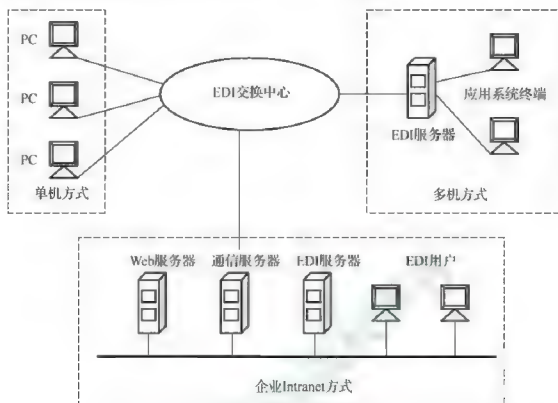 PC
PC
PC
单机方式
EDI交换中心
EDI服务器
应用系统终端
多机方式
Web服务器
通信服务器
EDI服务器
EDI用户
企业Intranet方式